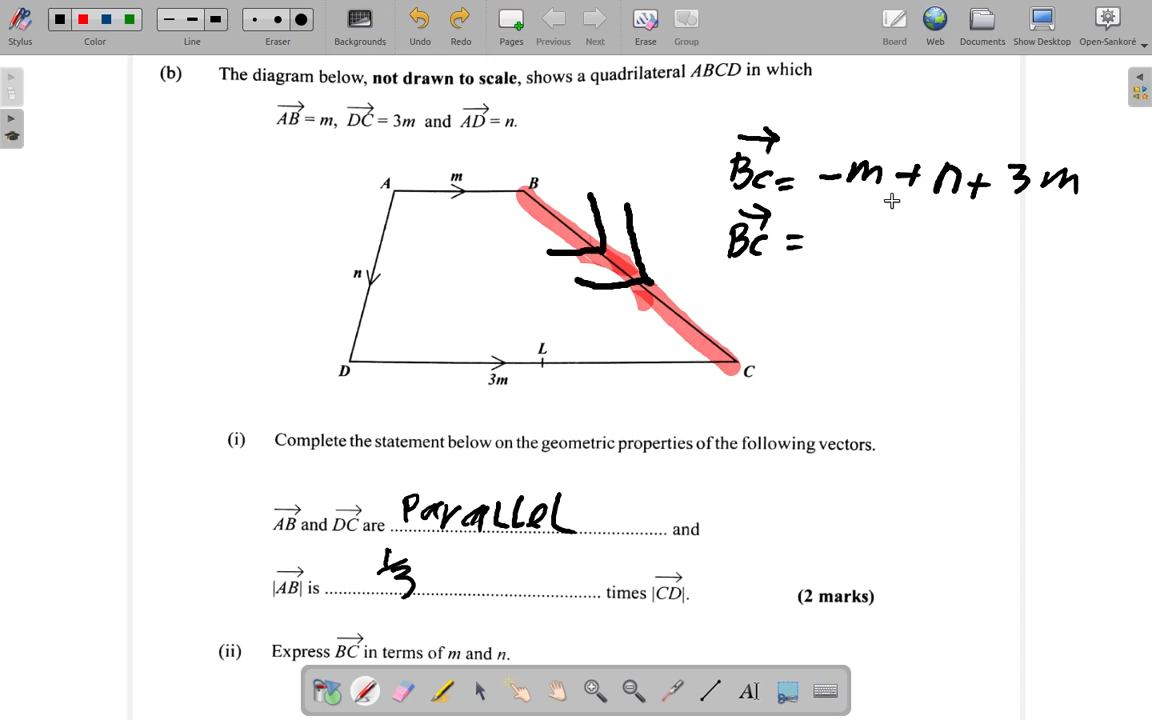 Stylus Color Line Eraser Backgrounds Undo Redo Pages Previous Next Erase Group Board Web Documents Show Desktop Open-Sankoré
(b) The diagram below, not drawn to scale, shows a quadrilateral ABCD in which
AB = m, DC = 3m and AD = n.
BC = -m + n + 3m
BC =
A m B
n
L
D 3m C
(i) Complete the statement below on the geometric properties of the following vectors.
AB and DC are parallel and
|AB| is 1/3 times |CD|. (2 marks)
(ii) Express BC in terms of m and n.
AI